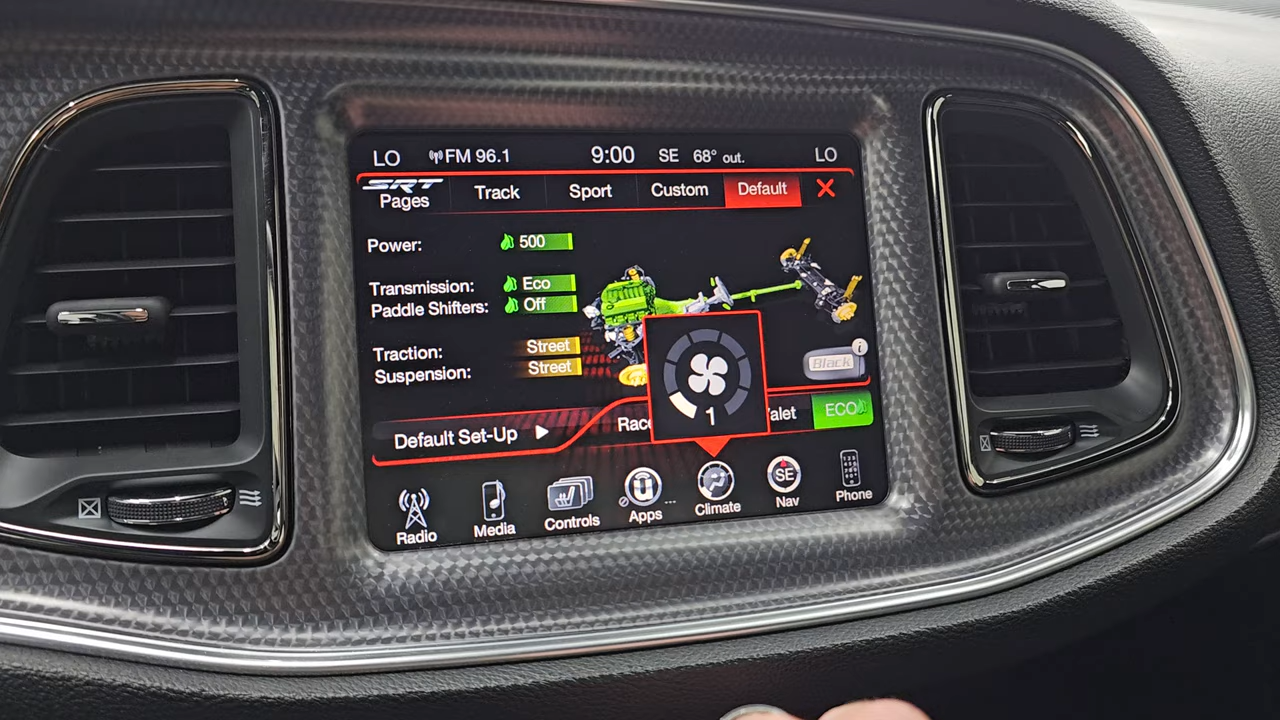 LO FM 96.1 9:00 SE 68° out. LO
SRT Pages Track Sport Custom Default X
Power: 500
Transmission: Eco
Paddle Shifters: Off
Traction: Street
Suspension: Street
Black i
1
Default Set-Up Rac alet ECO
SE
Radio Media Controls Apps Climate Nav Phone